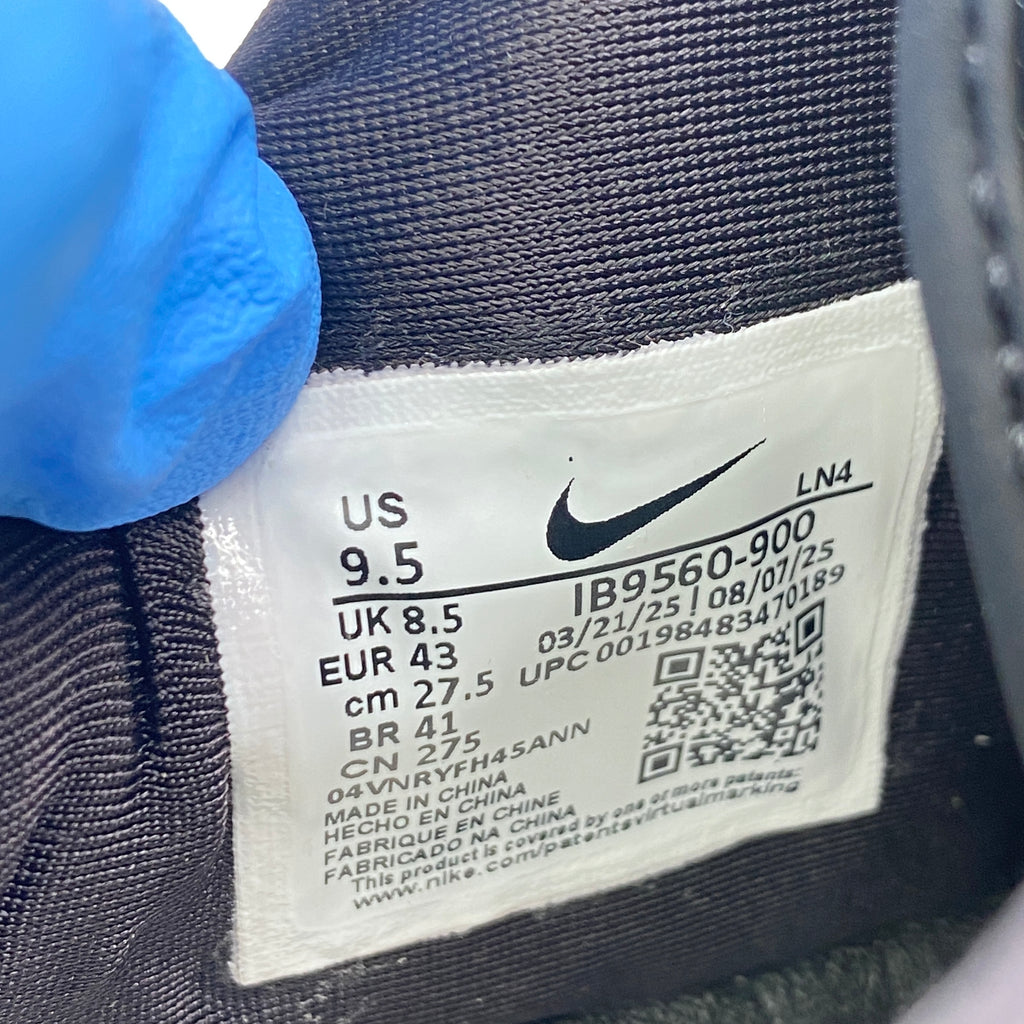 US
9.5
LN4
UK 8.5
IB9560-900
EUR 43
03/21/25 ! 08/07/25
cm 27.5
UPC 00198483470189
BR 41
CN 275
04VNRYFH45ANN
MADE IN CHINA
HECHO EN CHINA
FABRIQUE EN CHINE
FABRICADO NA CHINA
This product is covered by one or more patents:
www.nike.com/patentsvirtualmarking